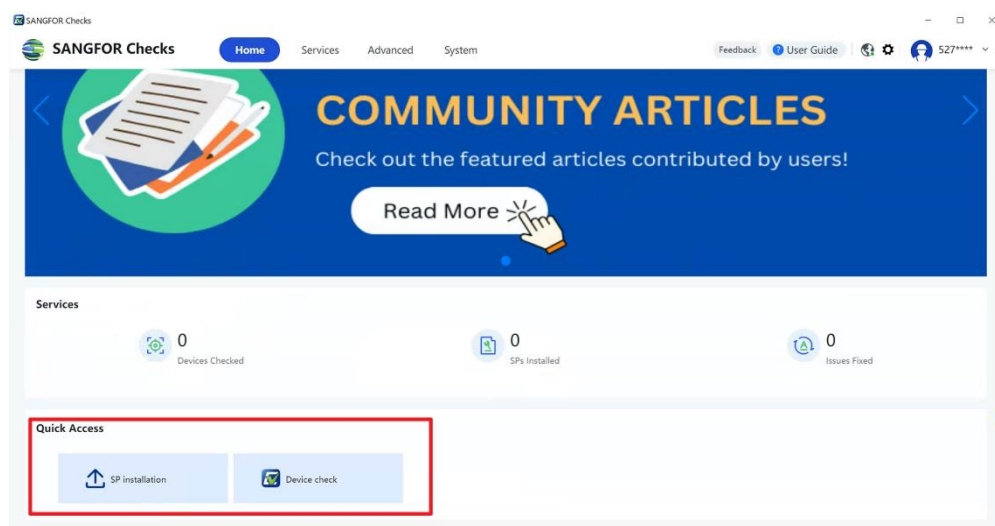 SANGFOR Checks
SANGFOR Checks Home Services Advanced System Feedback User Guide 527****
COMMUNITY ARTICLES
Check out the featured articles contributed by users!
Read More
Services
0 0 0
Devices Checked SPs Installed Issues Fixed
Quick Access
SP installation Device check